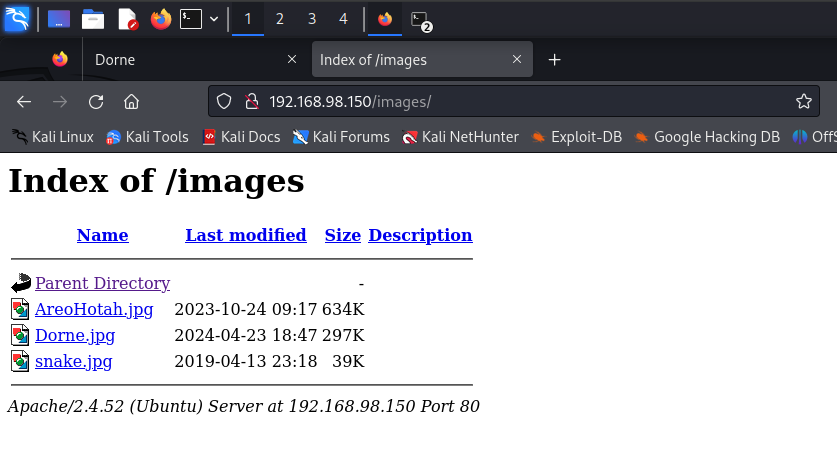 1 2 3 4 2
Dorne Index of /images
192.168.98.150/images/
Kali Linux Kali Tools Kali Docs Kali Forums Kali NetHunter Exploit-DB Google Hacking DB OffS
Index of /images
Name Last modified Size Description
Parent Directory -
AreoHotah.jpg 2023-10-24 09:17 634K
Dorne.jpg 2024-04-23 18:47 297K
snake.jpg 2019-04-13 23:18 39K
Apache/2.4.52 (Ubuntu) Server at 192.168.98.150 Port 80